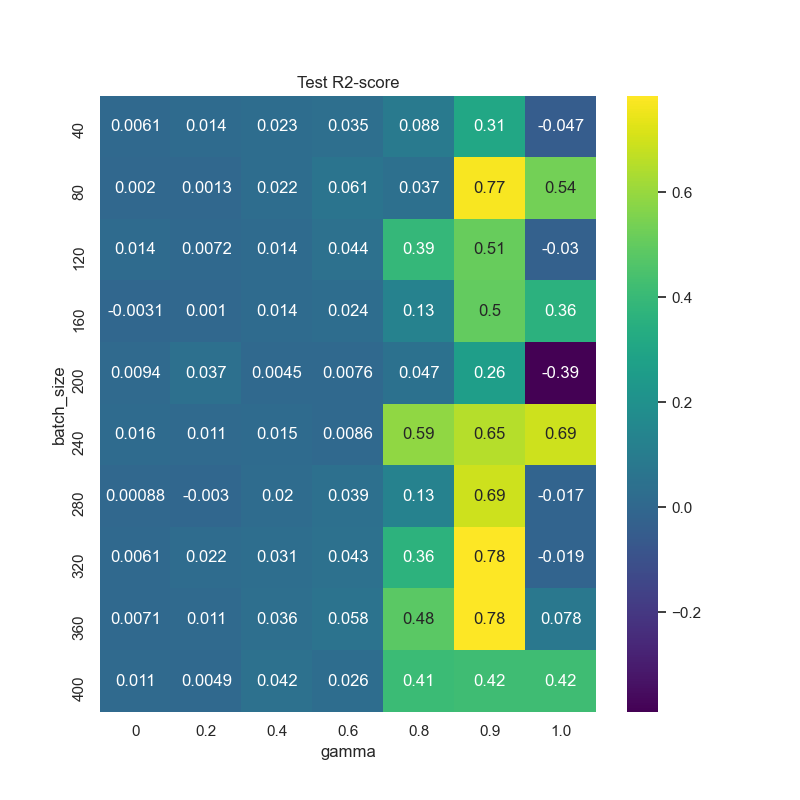 Test R2-score
40 0.0061 0.014 0.023 0.035 0.088 0.31 -0.047
80 0.002 0.0013 0.022 0.061 0.037 0.77 0.54
120 0.014 0.0072 0.014 0.044 0.39 0.51 -0.03
160 -0.0031 0.001 0.014 0.024 0.13 0.5 0.36
200 0.0094 0.037 0.0045 0.0076 0.047 0.26 -0.39
240 0.016 0.011 0.015 0.0086 0.59 0.65 0.69
280 0.00088 -0.003 0.02 0.039 0.13 0.69 -0.017
320 0.0061 0.022 0.031 0.043 0.36 0.78 -0.019
360 0.0071 0.011 0.036 0.058 0.48 0.78 0.078
400 0.011 0.0049 0.042 0.026 0.41 0.42 0.42
0 0.2 0.4 0.6 0.8 0.9 1.0
gamma
batch_size
0.6
0.4
0.2
0.0
−0.2